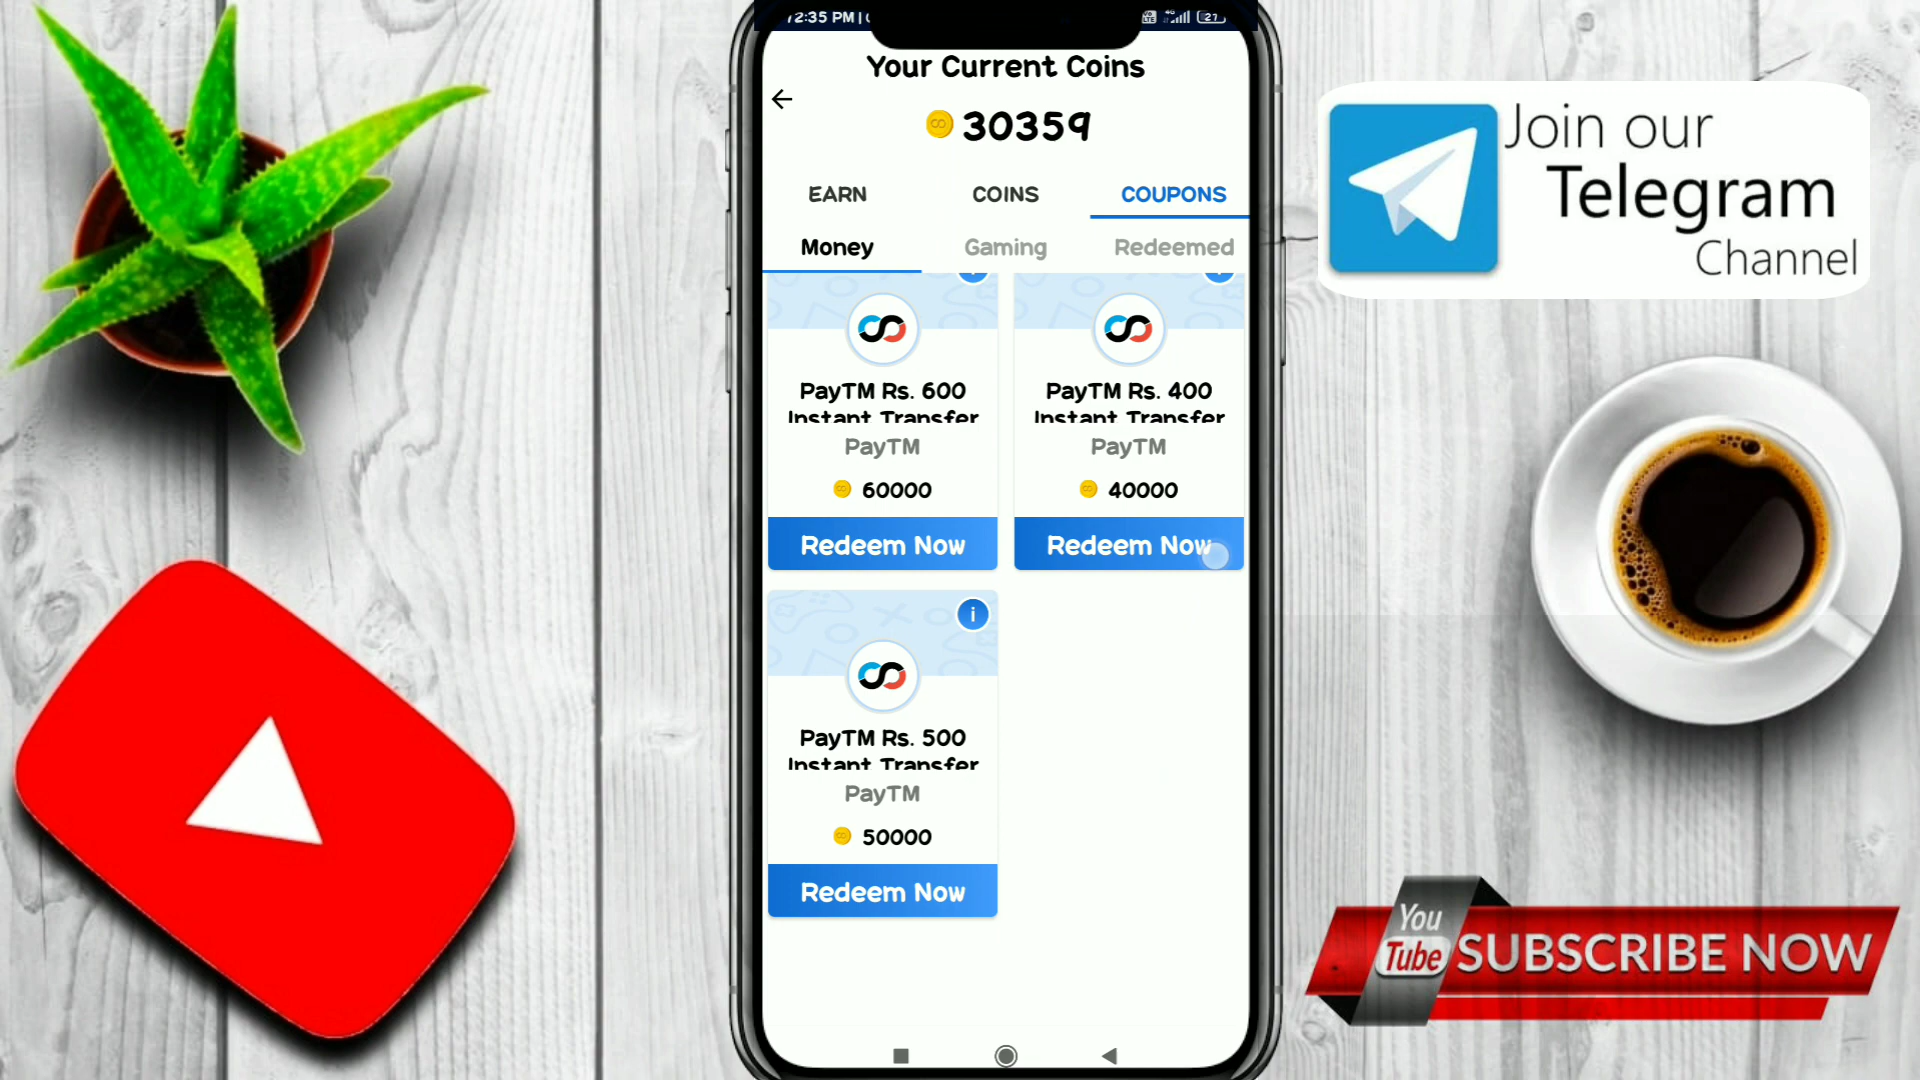 12:35 PM
27
Your Current Coins
30359
EARN COINS COUPONS
Money Gaming Redeemed
PayTM Rs. 600
Instant Transfer
PayTM
60000
Redeem Now
PayTM Rs. 400
Instant Transfer
PayTM
40000
Redeem Now
i
PayTM Rs. 500
Instant Transfer
PayTM
50000
Redeem Now
Join our
Telegram
Channel
You
Tube
SUBSCRIBE NOW